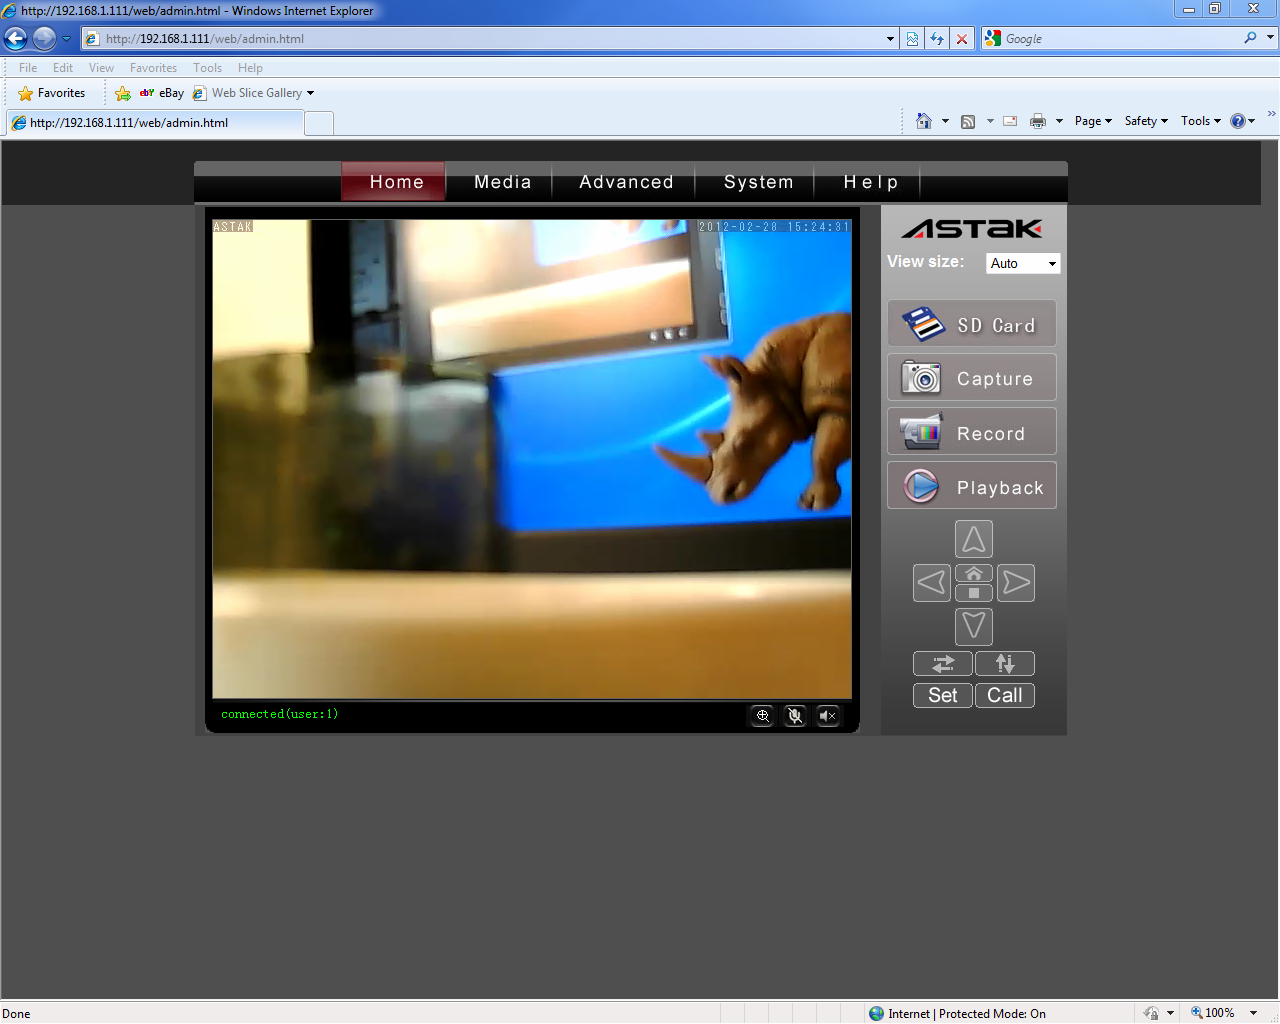 http://192.168.1.111/web/admin.html - Windows Internet Explorer
http://192.168.1.111/web/admin.html
Google
File Edit View Favorites Tools Help
Favorites
ebY eBay
Web Slice Gallery
http://192.168.1.111/web/admin.html
Page Safety Tools
Home Media Advanced System Help
ASTAK
2012-02-28 15:24:31
ASTAK
View size: Auto
SD Card
Capture
Record
Playback
Set Call
connected(user:1)
Done
Internet | Protected Mode: On
100%